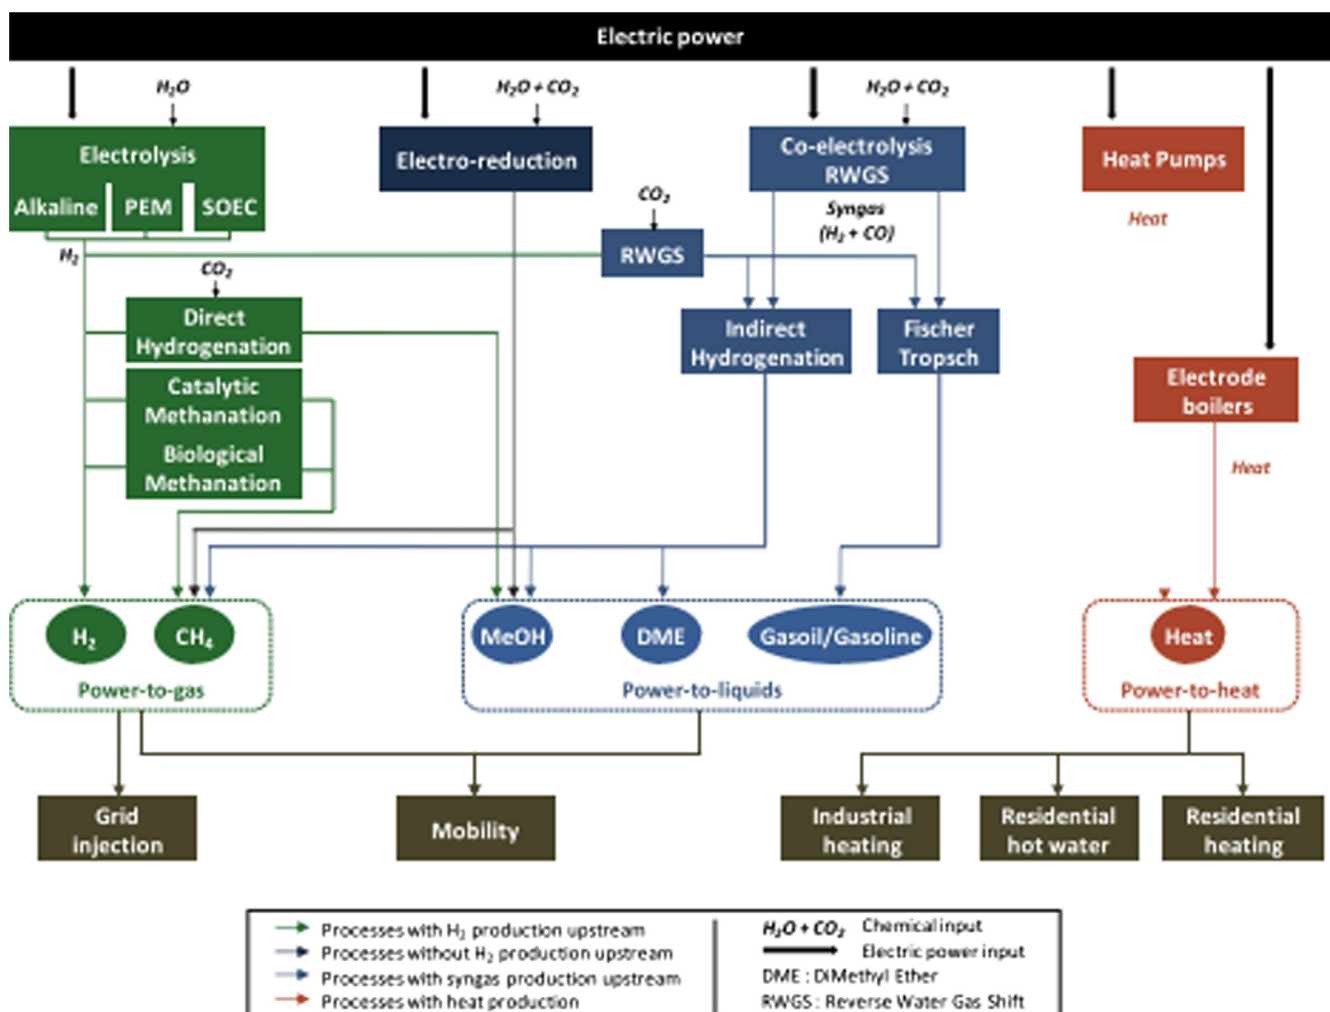 Electric power
H₂O
H₂O + CO₂
H₂O + CO₂
Electrolysis
Alkaline
PEM
SOEC
Electro-reduction
Co-electrolysis
RWGS
Heat Pumps
CO₂
Syngas
(H₂ + CO)
Heat
H₂
RWGS
CO₂
Direct
Hydrogenation
Indirect
Hydrogenation
Fischer
Tropsch
Catalytic
Methanation
Electrode
boilers
Biological
Methanation
Heat
H₂
CH₄
MeOH
DME
Gasoil/Gasoline
Heat
Power-to-gas
Power-to-liquids
Power-to-heat
Grid
injection
Mobility
Industrial
heating
Residential
hot water
Residential
heating
Processes with H₂ production upstream
Processes without H₂ production upstream
Processes with syngas production upstream
Processes with heat production
H₂O + CO₂ Chemical input
Electric power input
DME : DiMethyl Ether
RWGS : Reverse Water Gas Shift